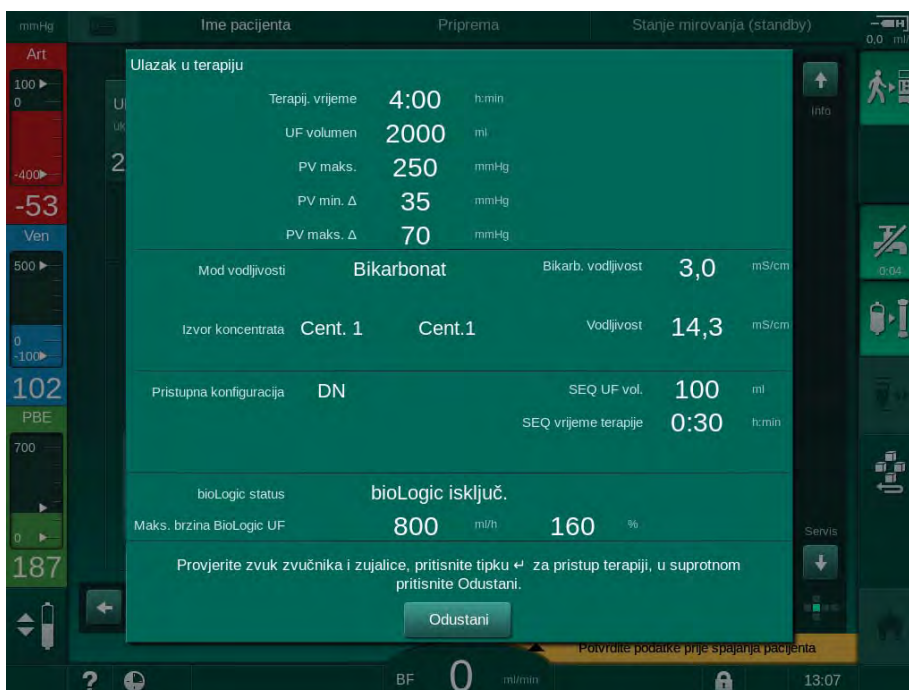 mmHg
Ime pacijenta
Priprema
Stanje mirovanja (standby)
0,0 ml/
Art
100
0
-400
-53
Ven
500
0
-100
102
PBE
700
0
187
Ulazak u terapiju
Terapij. vrijeme 4:00 h:min
UF volumen 2000 ml
PV maks. 250 mmHg
PV min. Δ 35 mmHg
PV maks. Δ 70 mmHg
Mod vodljivosti Bikarbonat Bikarb. vodljivost 3,0 mS/cm
Izvor koncentrata Cent. 1 Cent.1 Vodljivost 14,3 mS/cm
Pristupna konfiguracija DN SEQ UF vol. 100 ml
SEQ vrijeme terapije 0:30 h:min
bioLogic status bioLogic isključ.
Maks. brzina BioLogic UF 800 ml/h 160 %
Provjerite zvuk zvučnika i zujalice, pritisnite tipku ↵ za pristup terapiji, u suprotnom
pritisnite Odustani.
Odustani
info
Servis
0:04
Potvrdite podatke prije spajanja pacijenta
? BF 0 ml/min 13:07